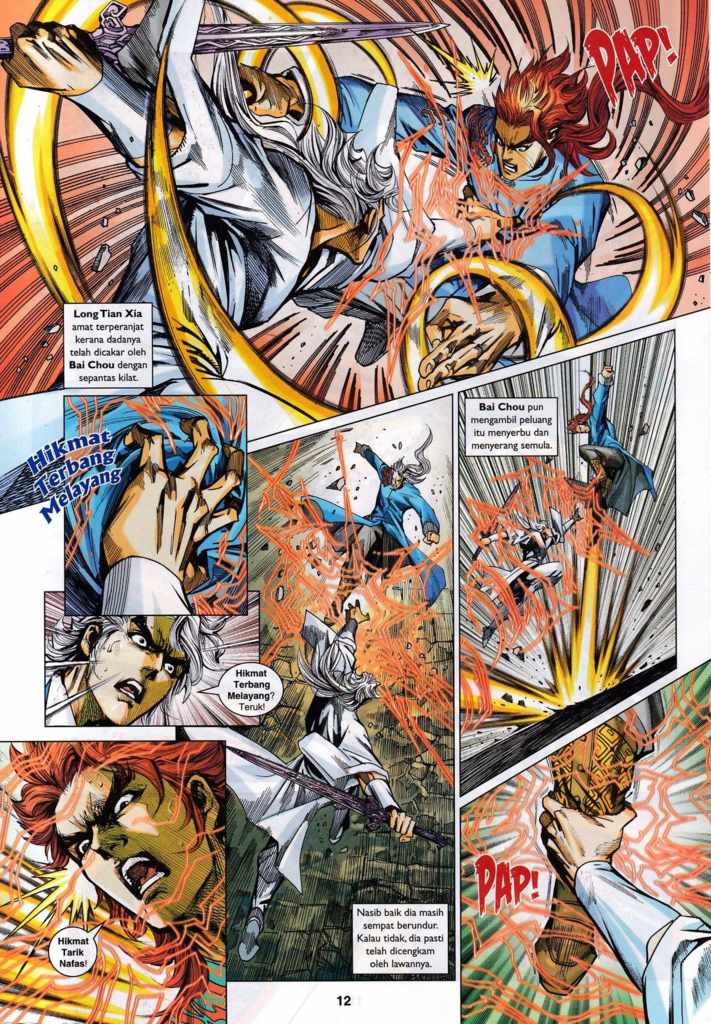 PAP!
Long Tian Xia
amat terperanjat
kerana dadanya
telah dicakar oleh
Bai Chou dengan
sepantas kilat.
Hikmat
Terbang
Melayang
Hikmat
Terbang
Melayang?
Teruk!
Bai Chou pun
mengambil peluang
itu menyerbu dan
menyerang semula.
Hikmat
Tarik
Nafas!
Nasib baik dia masih
sempat berundur.
Kalau tidak, dia pasti
telah dicengkam
oleh lawannya.
PAP!
12